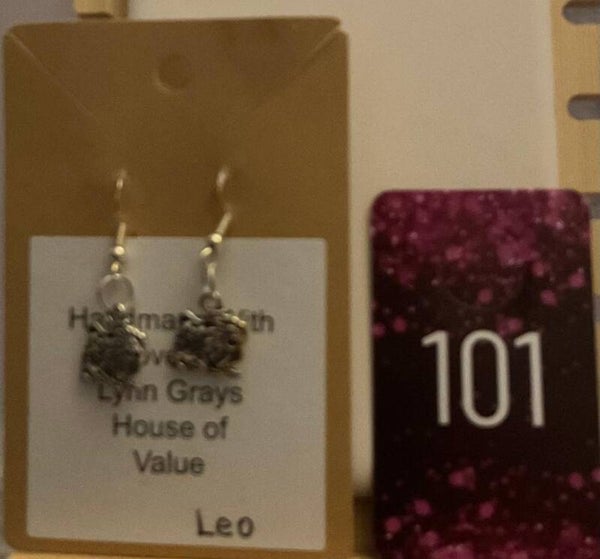 Lynn Grays
House of
Value
Leo
101